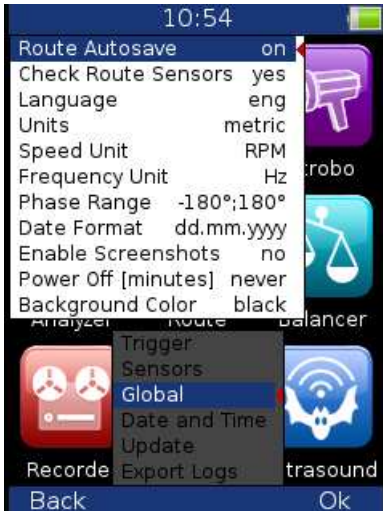 10:54
Route Autosave on
Check Route Sensors yes
Language eng
Units metric
Speed Unit RPM
Frequency Unit Hz
Phase Range -180°;180°
Date Format dd.mm.yyyy
Enable Screenshots no
Power Off [minutes] never
Background Color black
robo
Analyzer Route Balancer
Trigger
Sensors
Global
Date and Time
Update
Export Logs
Recorde
trasound
Back Ok